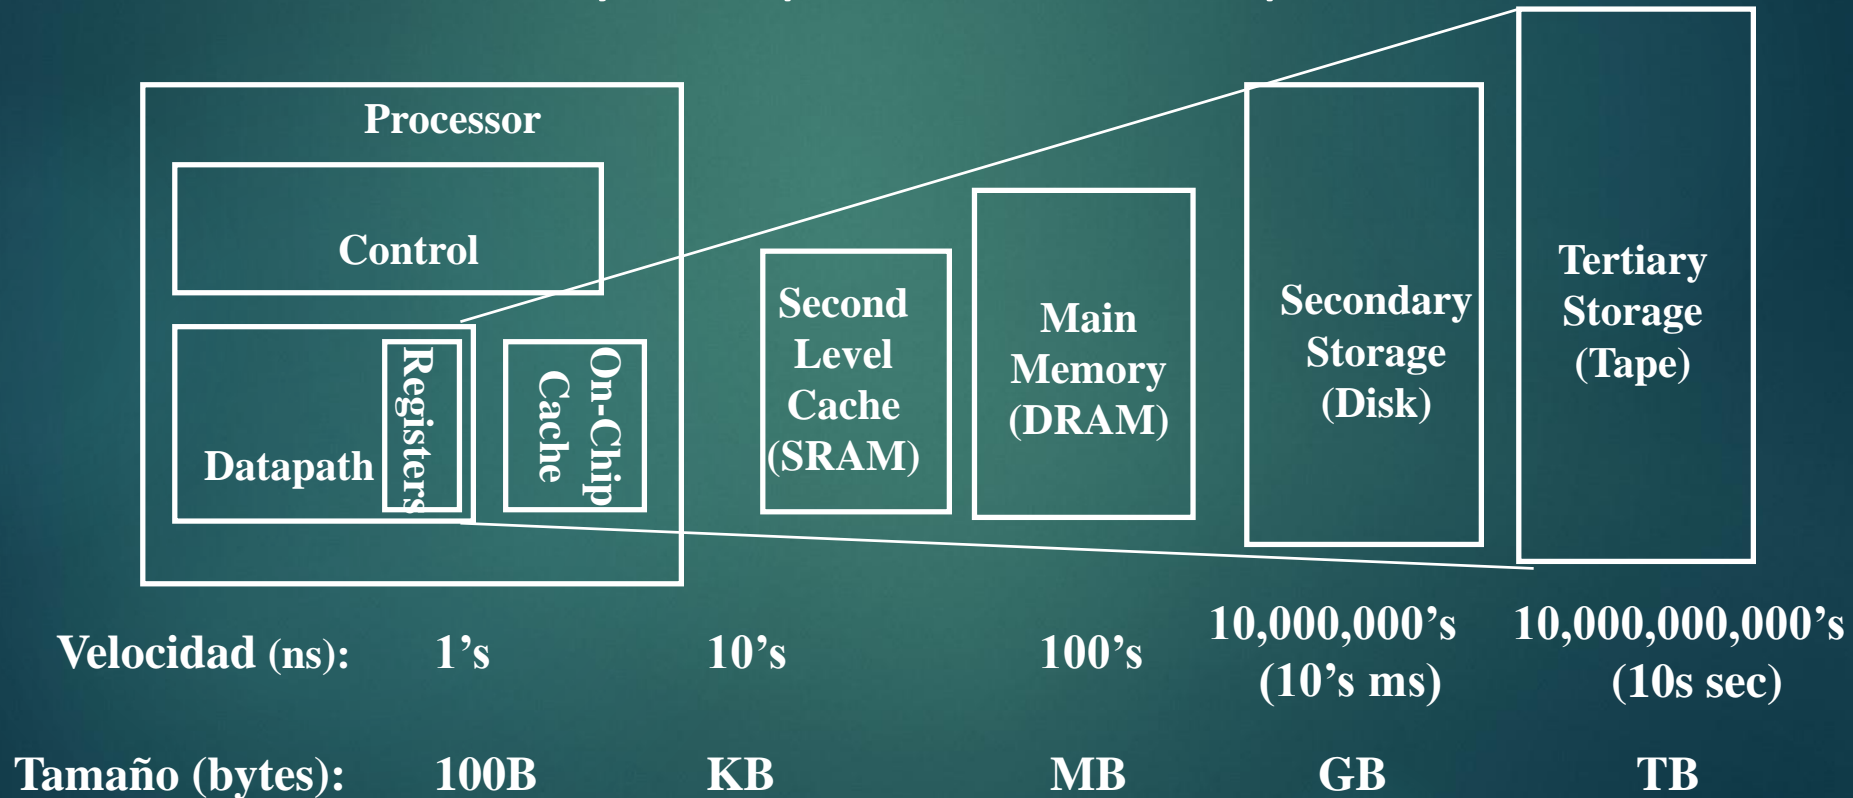 Processor
Control
Datapath
Registers
On-Chip
Cache
Second
Level
Cache
(SRAM)
Main
Memory
(DRAM)
Secondary
Storage
(Disk)
Tertiary
Storage
(Tape)
Velocidad (ns): 1’s 10’s 100’s 10,000,000’s 10,000,000,000’s
(10’s ms) (10s sec)
Tamaño (bytes): 100B KB MB GB TB